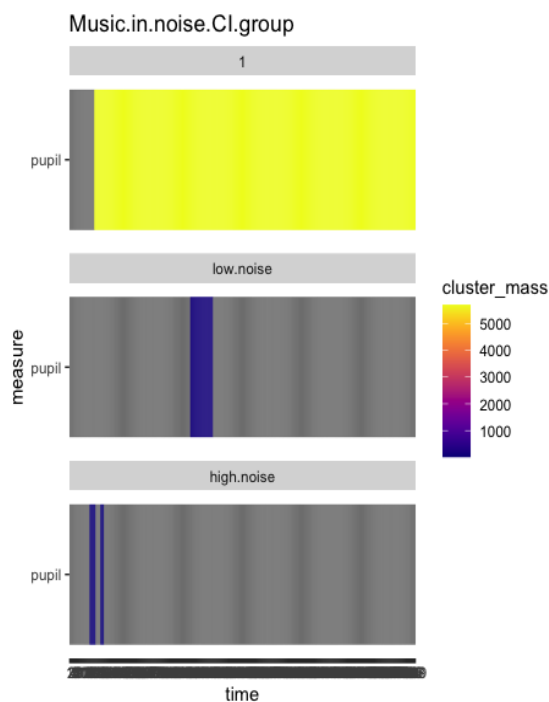 Music.in.noise.CI.group
1
pupil
low.noise
pupil
high.noise
pupil
measure
time
cluster_mass
5000
4000
3000
2000
1000